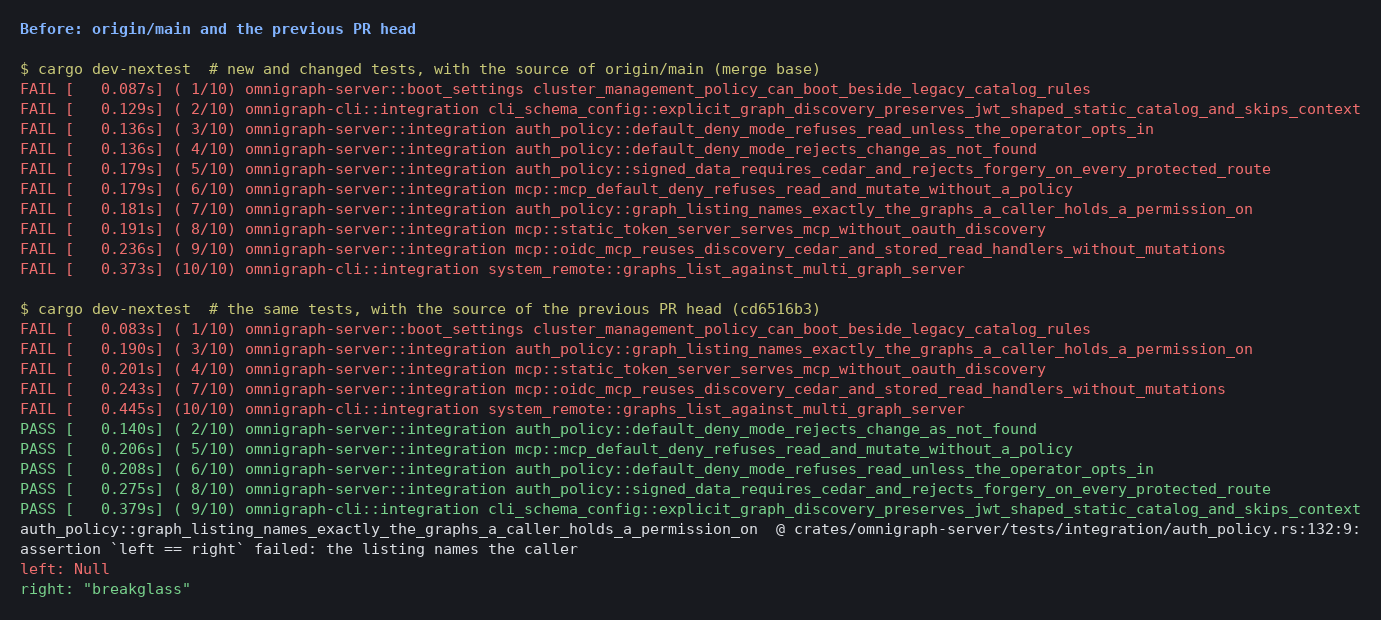 Before: origin/main and the previous PR head
$ cargo dev-nextest  # new and changed tests, with the source of origin/main (merge base)
FAIL [   0.087s] ( 1/10) omnigraph-server::boot_settings cluster_management_policy_can_boot_beside_legacy_catalog_rules
FAIL [   0.129s] ( 2/10) omnigraph-cli::integration cli_schema_config::explicit_graph_discovery_preserves_jwt_shaped_static_catalog_and_skips_context
FAIL [   0.136s] ( 3/10) omnigraph-server::integration auth_policy::default_deny_mode_refuses_read_unless_the_operator_opts_in
FAIL [   0.136s] ( 4/10) omnigraph-server::integration auth_policy::default_deny_mode_rejects_change_as_not_found
FAIL [   0.179s] ( 5/10) omnigraph-server::integration auth_policy::signed_data_requires_cedar_and_rejects_forgery_on_every_protected_route
FAIL [   0.179s] ( 6/10) omnigraph-server::integration mcp::mcp_default_deny_refuses_read_and_mutate_without_a_policy
FAIL [   0.181s] ( 7/10) omnigraph-server::integration auth_policy::graph_listing_names_exactly_the_graphs_a_caller_holds_a_permission_on
FAIL [   0.191s] ( 8/10) omnigraph-server::integration mcp::static_token_server_serves_mcp_without_oauth_discovery
FAIL [   0.236s] ( 9/10) omnigraph-server::integration mcp::oidc_mcp_reuses_discovery_cedar_and_stored_read_handlers_without_mutations
FAIL [   0.373s] (10/10) omnigraph-cli::integration system_remote::graphs_list_against_multi_graph_server
$ cargo dev-nextest  # the same tests, with the source of the previous PR head (cd6516b3)
FAIL [   0.083s] ( 1/10) omnigraph-server::boot_settings cluster_management_policy_can_boot_beside_legacy_catalog_rules
FAIL [   0.190s] ( 3/10) omnigraph-server::integration auth_policy::graph_listing_names_exactly_the_graphs_a_caller_holds_a_permission_on
FAIL [   0.201s] ( 4/10) omnigraph-server::integration mcp::static_token_server_serves_mcp_without_oauth_discovery
FAIL [   0.243s] ( 7/10) omnigraph-server::integration mcp::oidc_mcp_reuses_discovery_cedar_and_stored_read_handlers_without_mutations
FAIL [   0.445s] (10/10) omnigraph-cli::integration system_remote::graphs_list_against_multi_graph_server
PASS [   0.140s] ( 2/10) omnigraph-server::integration auth_policy::default_deny_mode_rejects_change_as_not_found
PASS [   0.206s] ( 5/10) omnigraph-server::integration mcp::mcp_default_deny_refuses_read_and_mutate_without_a_policy
PASS [   0.208s] ( 6/10) omnigraph-server::integration auth_policy::default_deny_mode_refuses_read_unless_the_operator_opts_in
PASS [   0.275s] ( 8/10) omnigraph-server::integration auth_policy::signed_data_requires_cedar_and_rejects_forgery_on_every_protected_route
PASS [   0.379s] ( 9/10) omnigraph-cli::integration cli_schema_config::explicit_graph_discovery_preserves_jwt_shaped_static_catalog_and_skips_context
auth_policy::graph_listing_names_exactly_the_graphs_a_caller_holds_a_permission_on  @ crates/omnigraph-server/tests/integration/auth_policy.rs:132:9:
assertion `left == right` failed: the listing names the caller
left: Null
right: "breakglass"